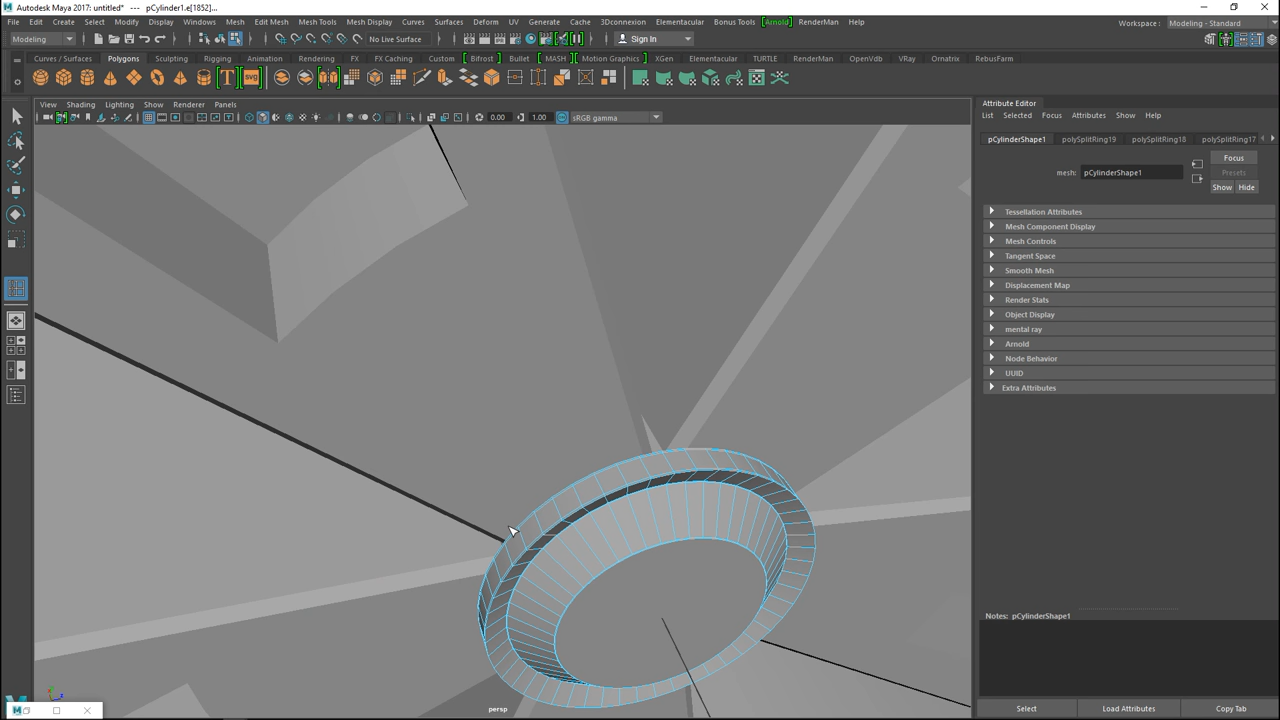 Autodesk Maya 2017: untitled* --- pCylinder1.e[1852]...
File Edit Create Select Modify Display Windows Mesh Edit Mesh Mesh Tools Mesh Display Curves Surfaces Deform UV Generate Cache 3Dconnexion Elementacular Bonus Tools [Arnold] RenderMan Help
Workspace : Modeling - Standard
Modeling No Live Surface Sign In
Curves / Surfaces Polygons Sculpting Rigging Animation Rendering FX FX Caching Custom Bifrost Bullet MASH Motion Graphics XGen Elementacular TURTLE RenderMan OpenVdb VRay Ornatrix RebusFarm
T svg
View Shading Lighting Show Renderer Panels
0.00 1.00 sRGB gamma
persp
Attribute Editor
List Selected Focus Attributes Show Help
pCylinderShape1 polySplitRing19 polySplitRing18 polySplitRing17
mesh: pCylinderShape1
Focus
Presets
Show Hide
Tessellation Attributes
Mesh Component Display
Mesh Controls
Tangent Space
Smooth Mesh
Displacement Map
Render Stats
Object Display
mental ray
Arnold
Node Behavior
UUID
Extra Attributes
Notes: pCylinderShape1
Select Load Attributes Copy Tab